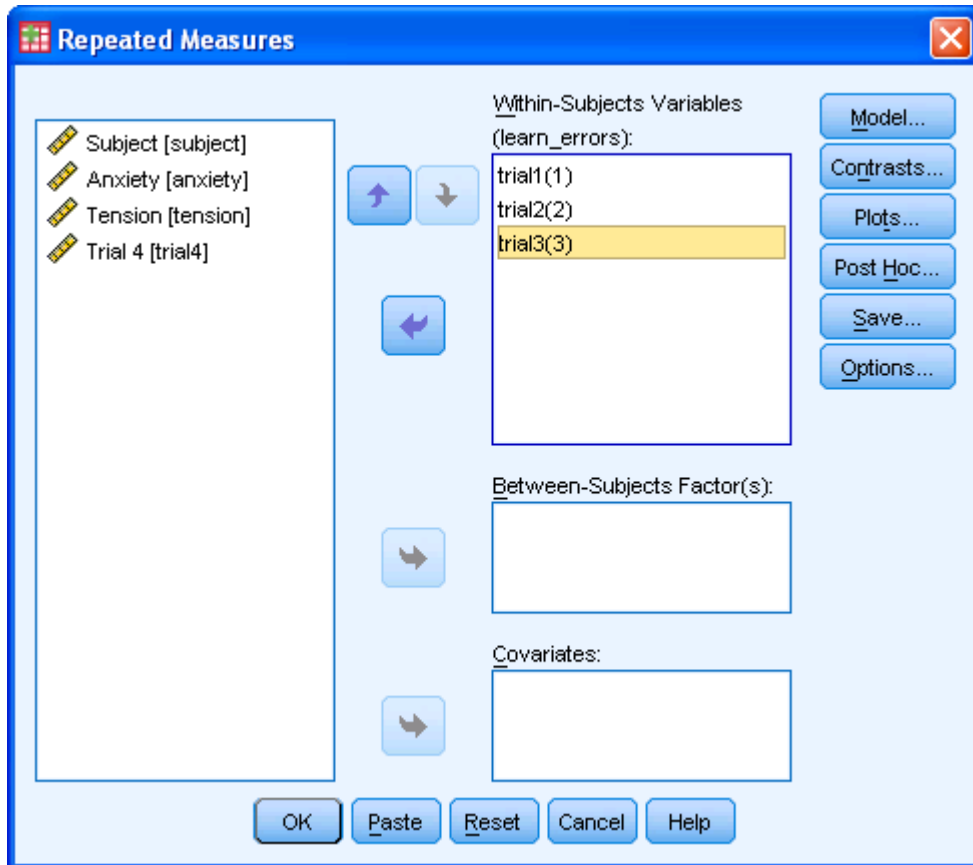 Repeated Measures
Subject [subject]
Anxiety [anxiety]
Tension [tension]
Trial 4 [trial4]
Within-Subjects Variables
(learn_errors):
trial1(1)
trial2(2)
trial3(3)
Between-Subjects Factor(s):
Covariates:
Model...
Contrasts...
Plots...
Post Hoc...
Save...
Options...
OK
Paste
Reset
Cancel
Help